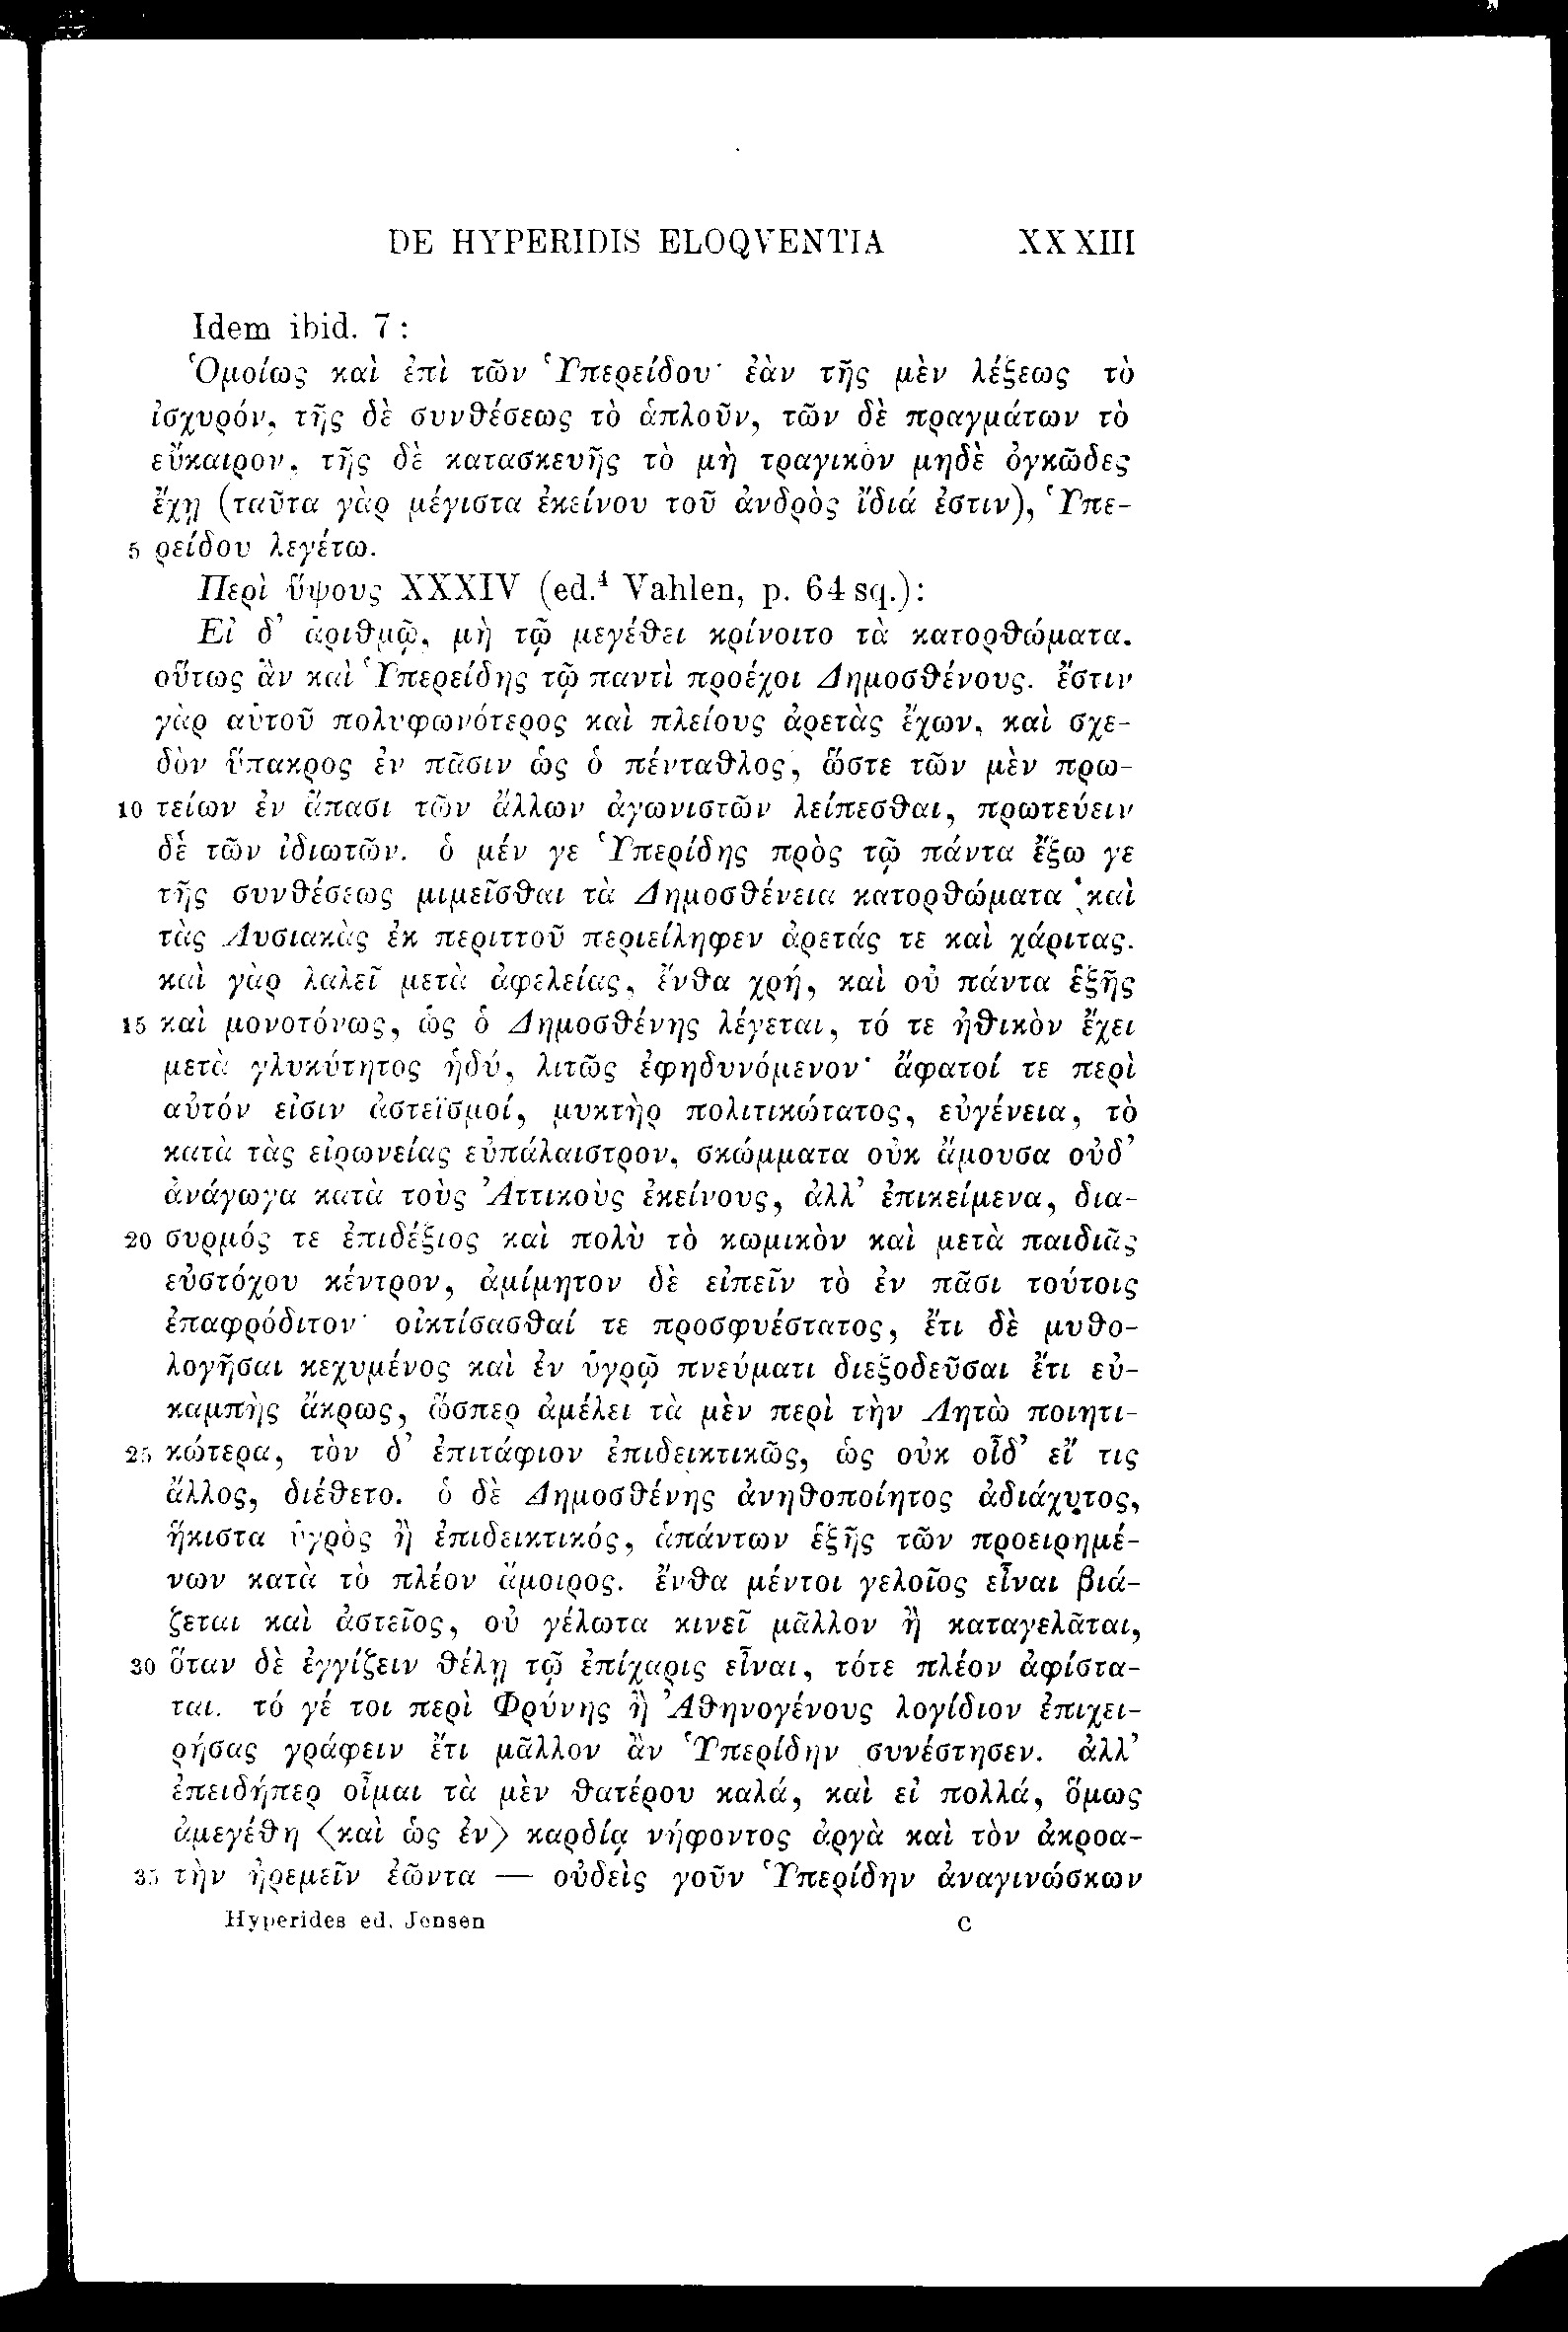 DE HYPERIDIS ELOQVENTIA XXXIII
Idem ibid. 7:
Ὁμοίως καὶ ἐπὶ τῶν Ὑπερείδου· ἐὰν τῆς μὲν λέξεως τὸ
ἰσχυρόν, τῆς δὲ συνθέσεως τὸ ἁπλοῦν, τῶν δὲ πραγμάτων τὸ
εὔκαιρον, τῆς δὲ κατασκευῆς τὸ μὴ τραγικὸν μηδὲ ὀγκῶδες
ἔχῃ (ταῦτα γὰρ μέγιστα ἐκείνου τοῦ ἀνδρὸς ἴδιά ἐστιν), Ὑπε-
5 ρείδου λεγέτω.
Περὶ ὕψους XXXIV (ed.⁴ Vahlen, p. 64 sq.):
Εἰ δ’ ἀριθμῷ, μὴ τῷ μεγέθει κρίνοιτο τὰ κατορθώματα.
οὕτως ἂν καὶ Ὑπερείδης τῷ παντὶ προέχοι Δημοσθένους. ἔστιν
γὰρ αὐτοῦ πολυφωνότερος καὶ πλείους ἀρετὰς ἔχων, καὶ σχε-
δὸν ὕπακρος ἐν πᾶσιν ὡς ὁ πένταθλος, ὥστε τῶν μὲν πρω-
10 τείων ἐν ἅπασι τῶν ἄλλων ἀγωνιστῶν λείπεσθαι, πρωτεύειν
δὲ τῶν ἰδιωτῶν. ὁ μέν γε Ὑπερίδης πρὸς τῷ πάντα ἔξω γε
τῆς συνθέσεως μιμεῖσθαι τὰ Δημοσθένεια κατορθώματα καὶ
τὰς Λυσιακὰς ἐκ περιττοῦ περιείληφεν ἀρετάς τε καὶ χάριτας.
καὶ γὰρ λαλεῖ μετὰ ἀφελείας, ἔνθα χρή, καὶ οὐ πάντα ἑξῆς
15 καὶ μονοτόνως, ὡς ὁ Δημοσθένης λέγεται, τό τε ἠθικὸν ἔχει
μετὰ γλυκύτητος ἡδύ, λιτῶς ἐφηδυνόμενον· ἄφατοί τε περὶ
αὐτόν εἰσιν ἀστεϊσμοί, μυκτὴρ πολιτικώτατος, εὐγένεια, τὸ
κατὰ τὰς εἰρωνείας εὐπάλαιστρον, σκώμματα οὐκ ἄμουσα οὐδ’
ἀνάγωγα κατὰ τοὺς Ἀττικοὺς ἐκείνους, ἀλλ’ ἐπικείμενα, δια-
20 συρμός τε ἐπιδέξιος καὶ πολὺ τὸ κωμικὸν καὶ μετὰ παιδιᾶς
εὐστόχου κέντρον, ἀμίμητον δὲ εἰπεῖν τὸ ἐν πᾶσι τούτοις
ἐπαφρόδιτον· οἰκτίσασθαί τε προσφυέστατος, ἔτι δὲ μυθο-
λογῆσαι κεχυμένος καὶ ἐν ὑγρῷ πνεύματι διεξοδεῦσαι ἔτι εὐ-
καμπὴς ἄκρως, ὥσπερ ἀμέλει τὰ μὲν περὶ τὴν Λητὼ ποιητι-
25 κώτερα, τὸν δ’ ἐπιτάφιον ἐπιδεικτικῶς, ὡς οὐκ οἶδ’ εἴ τις
ἄλλος, διέθετο. ὁ δὲ Δημοσθένης ἀνηθοποίητος ἀδιάχυτος,
ἥκιστα ὑγρὸς ἢ ἐπιδεικτικός, ἁπάντων ἑξῆς τῶν προειρημέ-
νων κατὰ τὸ πλέον ἄμοιρος. ἔνθα μέντοι γελοῖος εἶναι βιά-
ζεται καὶ ἀστεῖος, οὐ γέλωτα κινεῖ μᾶλλον ἢ καταγελᾶται,
30 ὅταν δὲ ἐγγίζειν θέλῃ τῷ ἐπίχαρις εἶναι, τότε πλέον ἀφίστα-
ται. τό γέ τοι περὶ Φρύνης ἢ Ἀθηνογένους λογίδιον ἐπιχει-
ρήσας γράφειν ἔτι μᾶλλον ἂν Ὑπερίδην συνέστησεν. ἀλλ’
ἐπειδήπερ οἶμαι τὰ μὲν θατέρου καλά, καὶ εἰ πολλά, ὅμως
ἀμεγέθη ⟨καὶ ὡς ἐν⟩ καρδίᾳ νήφοντος ἀργὰ καὶ τὸν ἀκροα-
35 τὴν ἠρεμεῖν ἐῶντα — οὐδεὶς γοῦν Ὑπερίδην ἀναγινώσκων
Hyperides ed. Jensen c